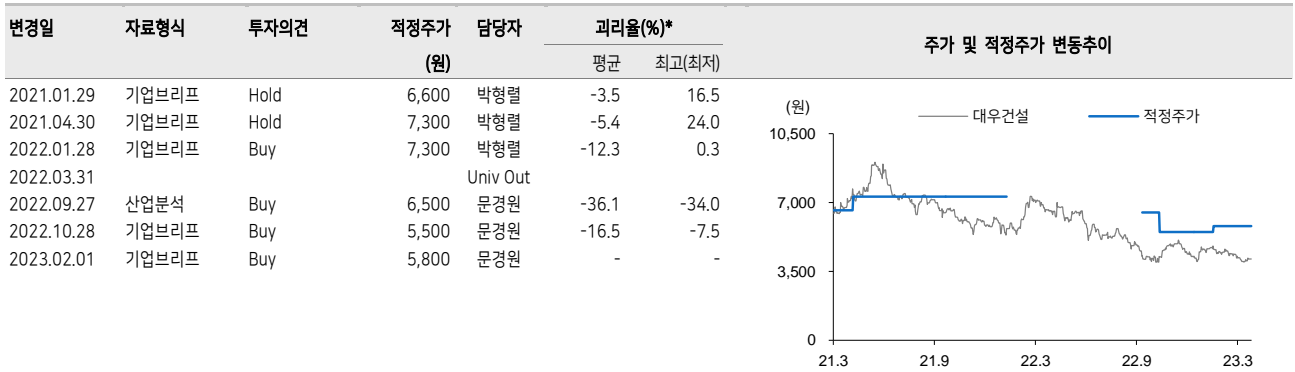 변경일 자료형식 투자의견 적정주가 담당자 괴리율(%)* 주가 및 적정주가 변동추이
(원) 평균 최고(최저)
2021.01.29 기업브리프 Hold 6,600 박형렬 -3.5 16.5
2021.04.30 기업브리프 Hold 7,300 박형렬 -5.4 24.0
2022.01.28 기업브리프 Buy 7,300 박형렬 -12.3 0.3
2022.03.31 Univ Out
2022.09.27 산업분석 Buy 6,500 문경원 -36.1 -34.0
2022.10.28 기업브리프 Buy 5,500 문경원 -16.5 -7.5
2023.02.01 기업브리프 Buy 5,800 문경원 - -
(원) 대우건설 적정주가
10,500
7,000
3,500
0
21.3 21.9 22.3 22.9 23.3